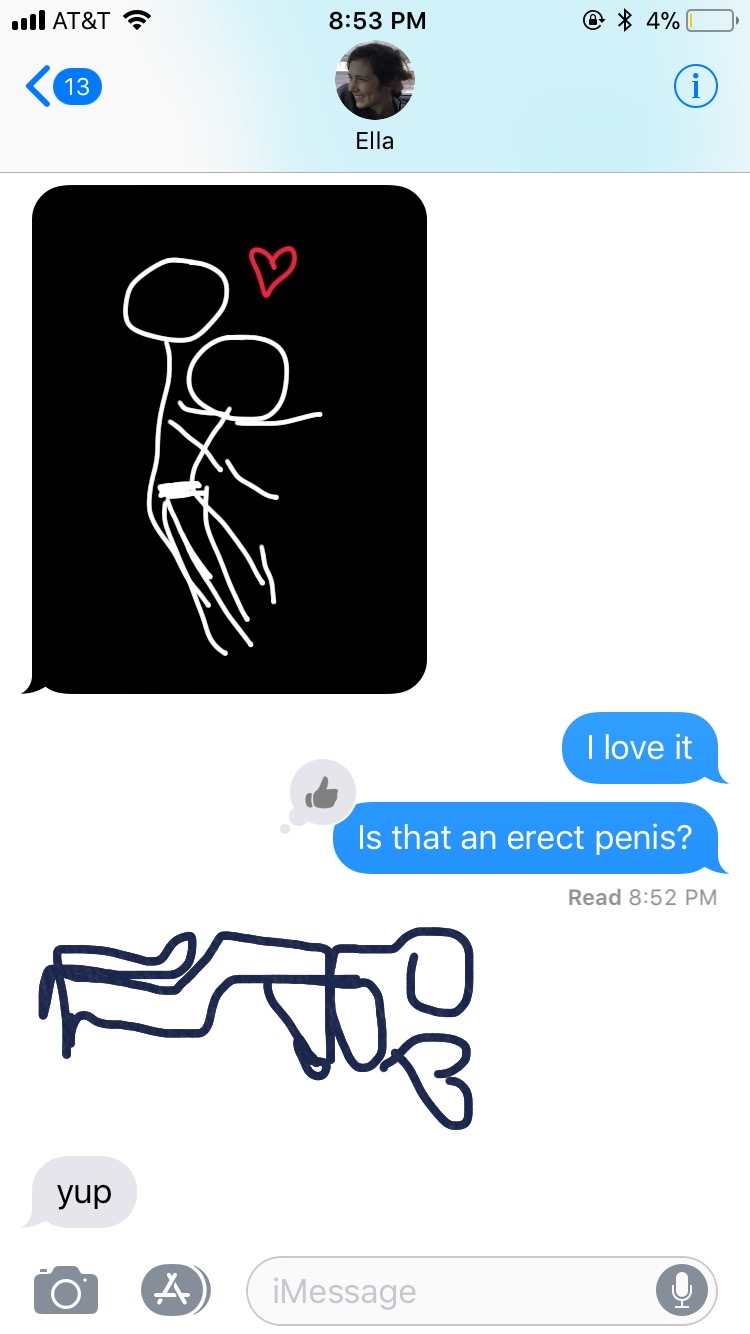 AT&T 8:53 PM 4%
13
Ella
I love it
Is that an erect penis?
Read 8:52 PM
yup
iMessage